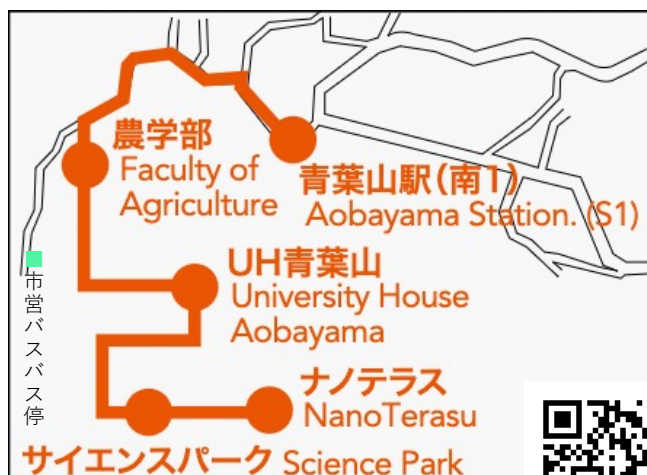 農学部
Faculty of
Agriculture
青葉山駅(南1)
Aobayama Station. (S1)
UH青葉山
University House
Aobayama
市営バスバス停
ナノテラス
NanoTerasu
サイエンスパーク Science Park